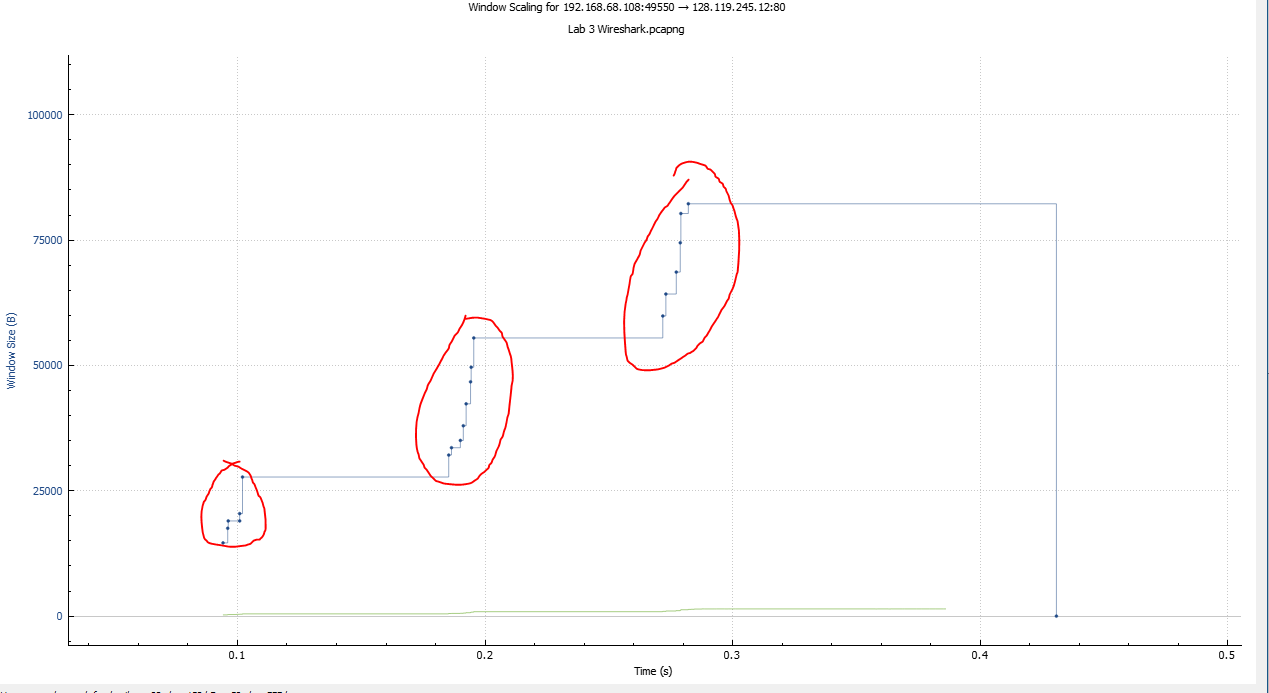 Window Scaling for 192.168.68.108:49550 → 128.119.245.12:80
Lab 3 Wireshark.pcapng
100000
75000
50000
25000
0
Window Size (B)
0.1
0.2
0.3
0.4
0.5
Time (s)